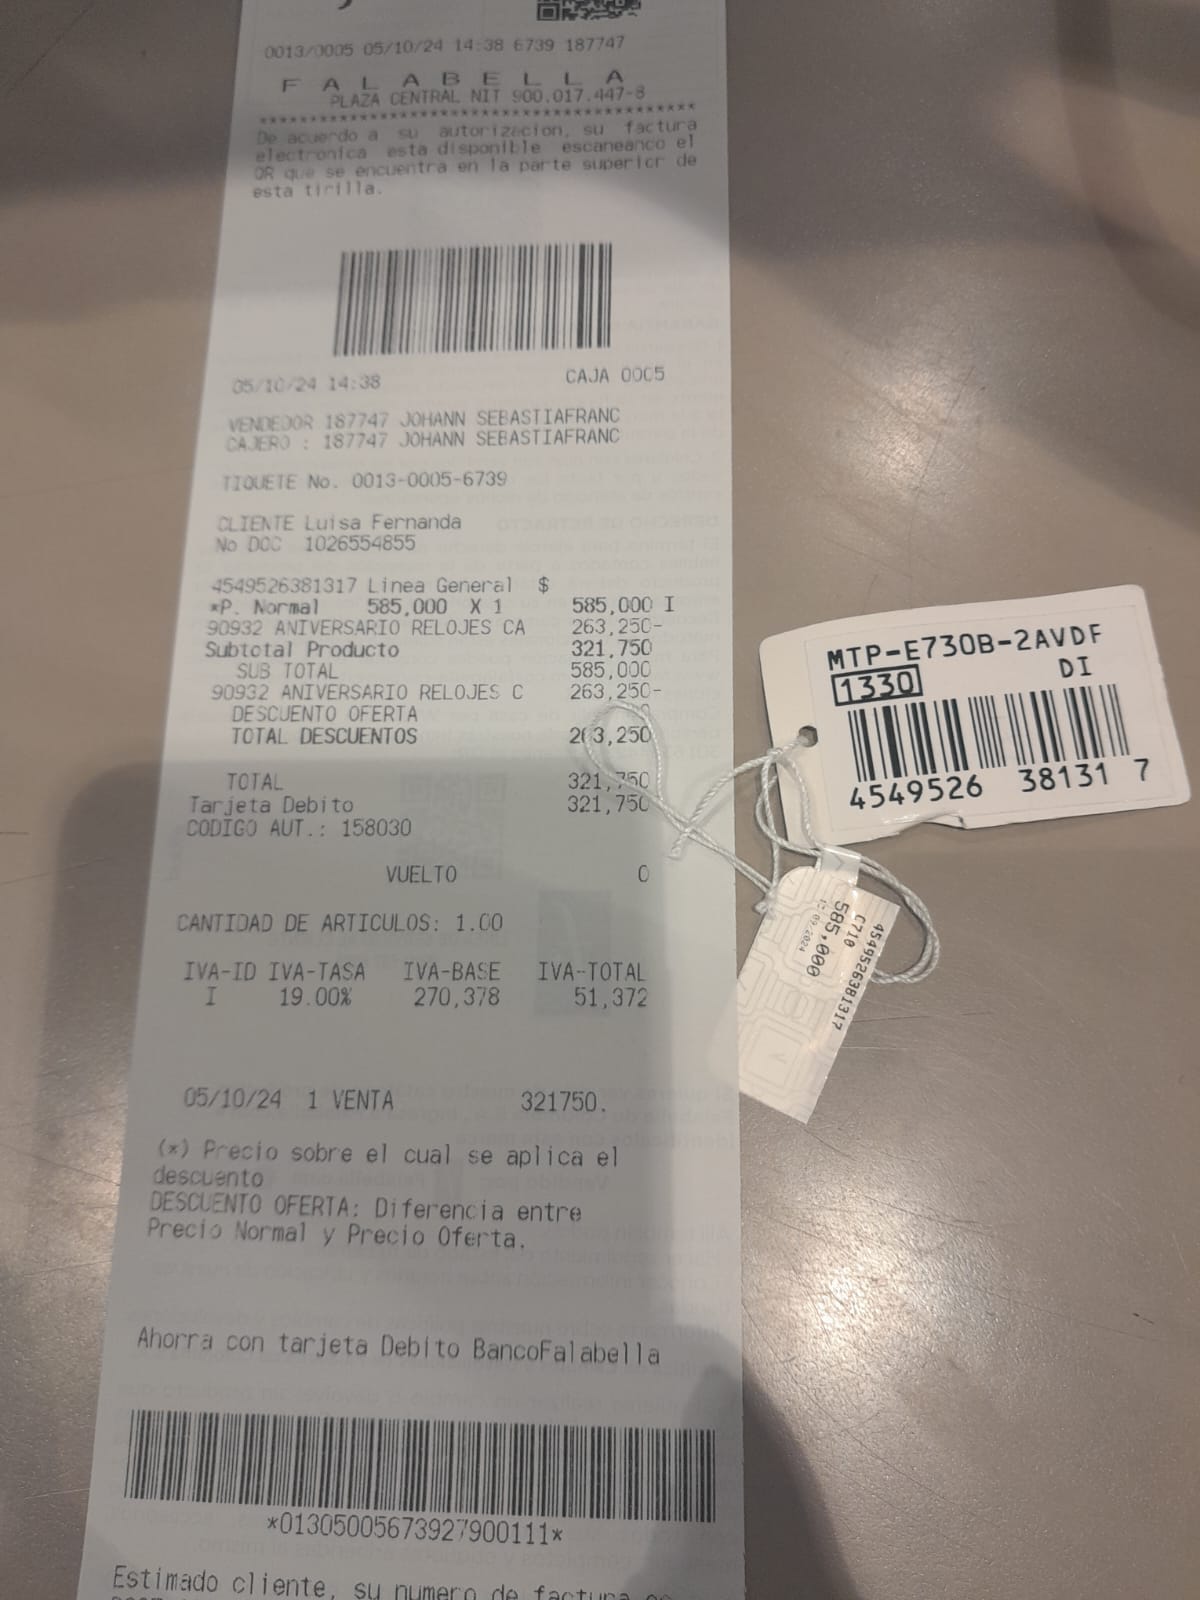 0013/0005 05/10/24 14:38 6739 187747
F A L A B E L L A
PLAZA CENTRAL NIT 900.017.447-8
****************************************
De acuerdo a su autorizacion, su factura
electronica esta disponible escaneanco el
QR que se encuentra en la parte superior de
esta tirilla.
05/10/24 14:38 CAJA 0005
VENDEDOR 187747 JOHANN SEBASTIAFRANC
CAJERO : 187747 JOHANN SEBASTIAFRANC
TIQUETE No. 0013-0005-6739
CLIENTE Luisa Fernanda
No DOC 1026554855
4549526381317 Linea General $
*P. Normal 585,000 X 1 585,000 I
90932 ANIVERSARIO RELOJES CA 263,250-
Subtotal Producto 321,750
SUB TOTAL 585,000
90932 ANIVERSARIO RELOJES C 263,250-
DESCUENTO OFERTA 0
TOTAL DESCUENTOS 263,250
TOTAL 321,750
Tarjeta Debito 321,750
CODIGO AUT.: 158030
VUELTO 0
CANTIDAD DE ARTICULOS: 1.00
IVA-ID IVA-TASA IVA-BASE IVA-TOTAL
I 19.00% 270,378 51,372
05/10/24 1 VENTA 321750.
(*) Precio sobre el cual se aplica el
descuento
DESCUENTO OFERTA: Diferencia entre
Precio Normal y Precio Oferta.
Ahorra con tarjeta Debito BancoFalabella
*01305005673927900111*
Estimado cliente, su numero de factura
MTP-E730B-2AVDF
1330 DI
4549526 38131 7
4549526381317
C710
585,000